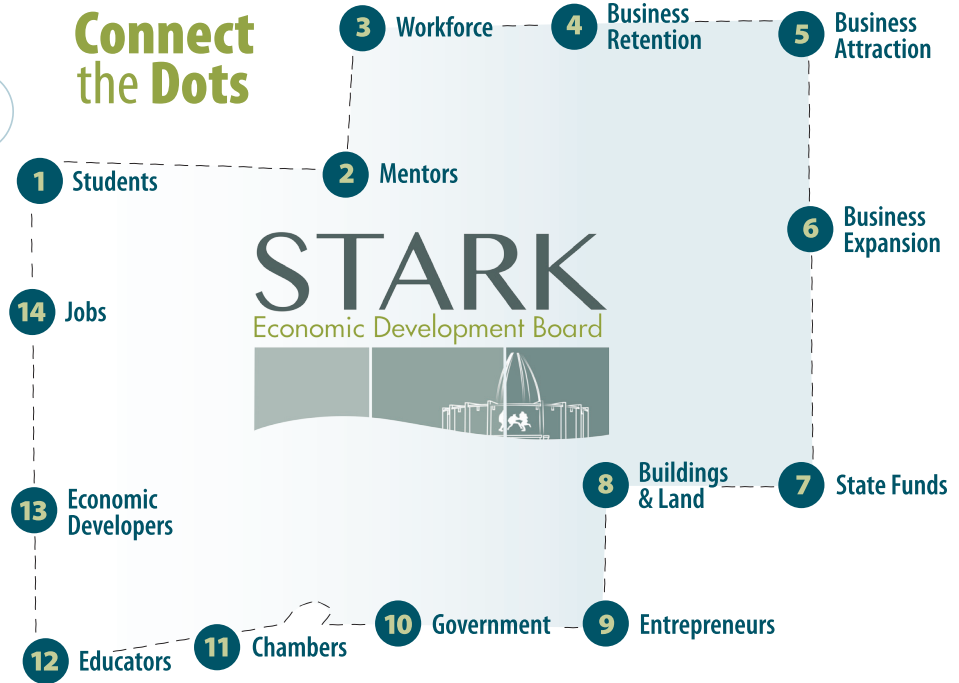 Connect
the Dots
3 Workforce
4 Business
Retention
5 Business
Attraction
1 Students
2 Mentors
6 Business
Expansion
STARK
Economic Development Board
14 Jobs
8 Buildings
& Land
7 State Funds
13 Economic
Developers
12 Educators
11 Chambers
10 Government
9 Entrepreneurs